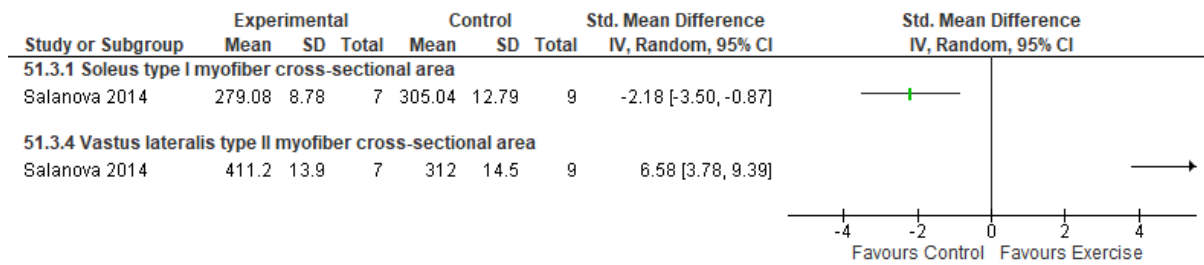 Experimental Control Std. Mean Difference Std. Mean Difference
Study or Subgroup Mean SD Total Mean SD Total IV, Random, 95% CI IV, Random, 95% CI
51.3.1 Soleus type I myofiber cross-sectional area
Salanova 2014 279.08 8.78 7 305.04 12.79 9 -2.18 [-3.50, -0.87]
51.3.4 Vastus lateralis type II myofiber cross-sectional area
Salanova 2014 411.2 13.9 7 312 14.5 9 6.58 [3.78, 9.39]
-4 -2 0 2 4
Favours Control Favours Exercise